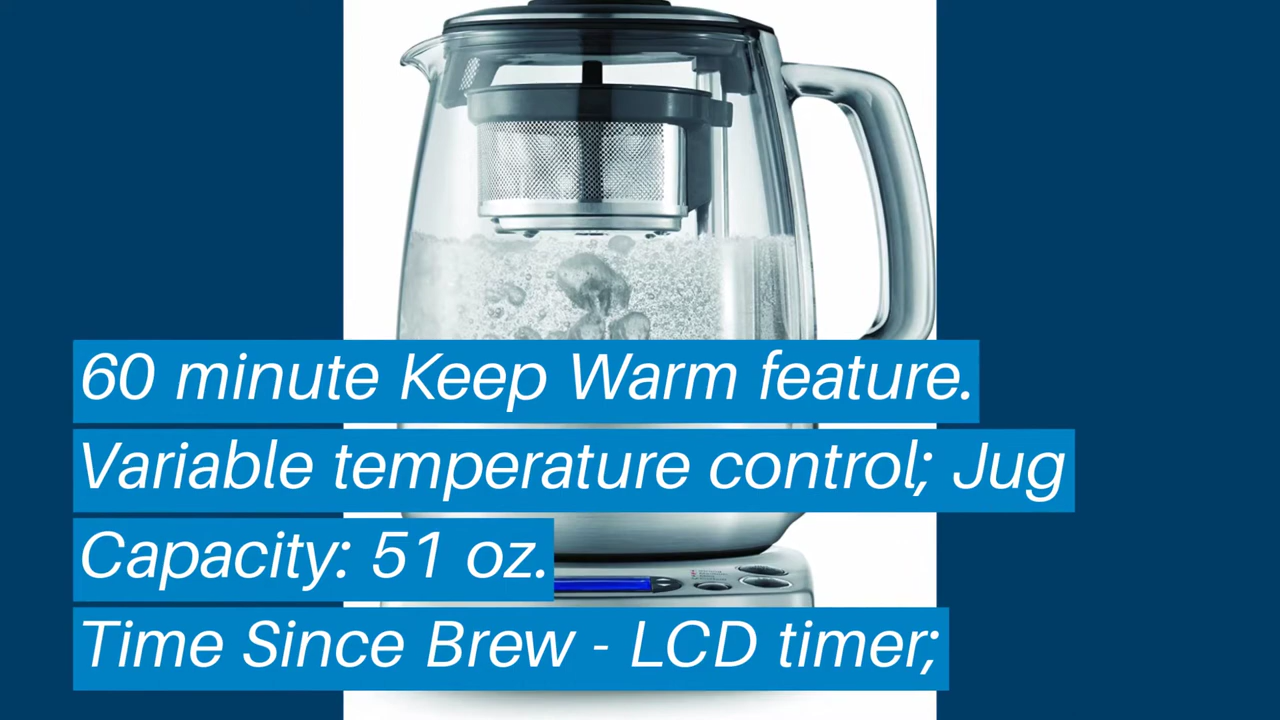 60 minute Keep Warm feature.
Variable temperature control; Jug
Capacity: 51 oz.
Time Since Brew - LCD timer;